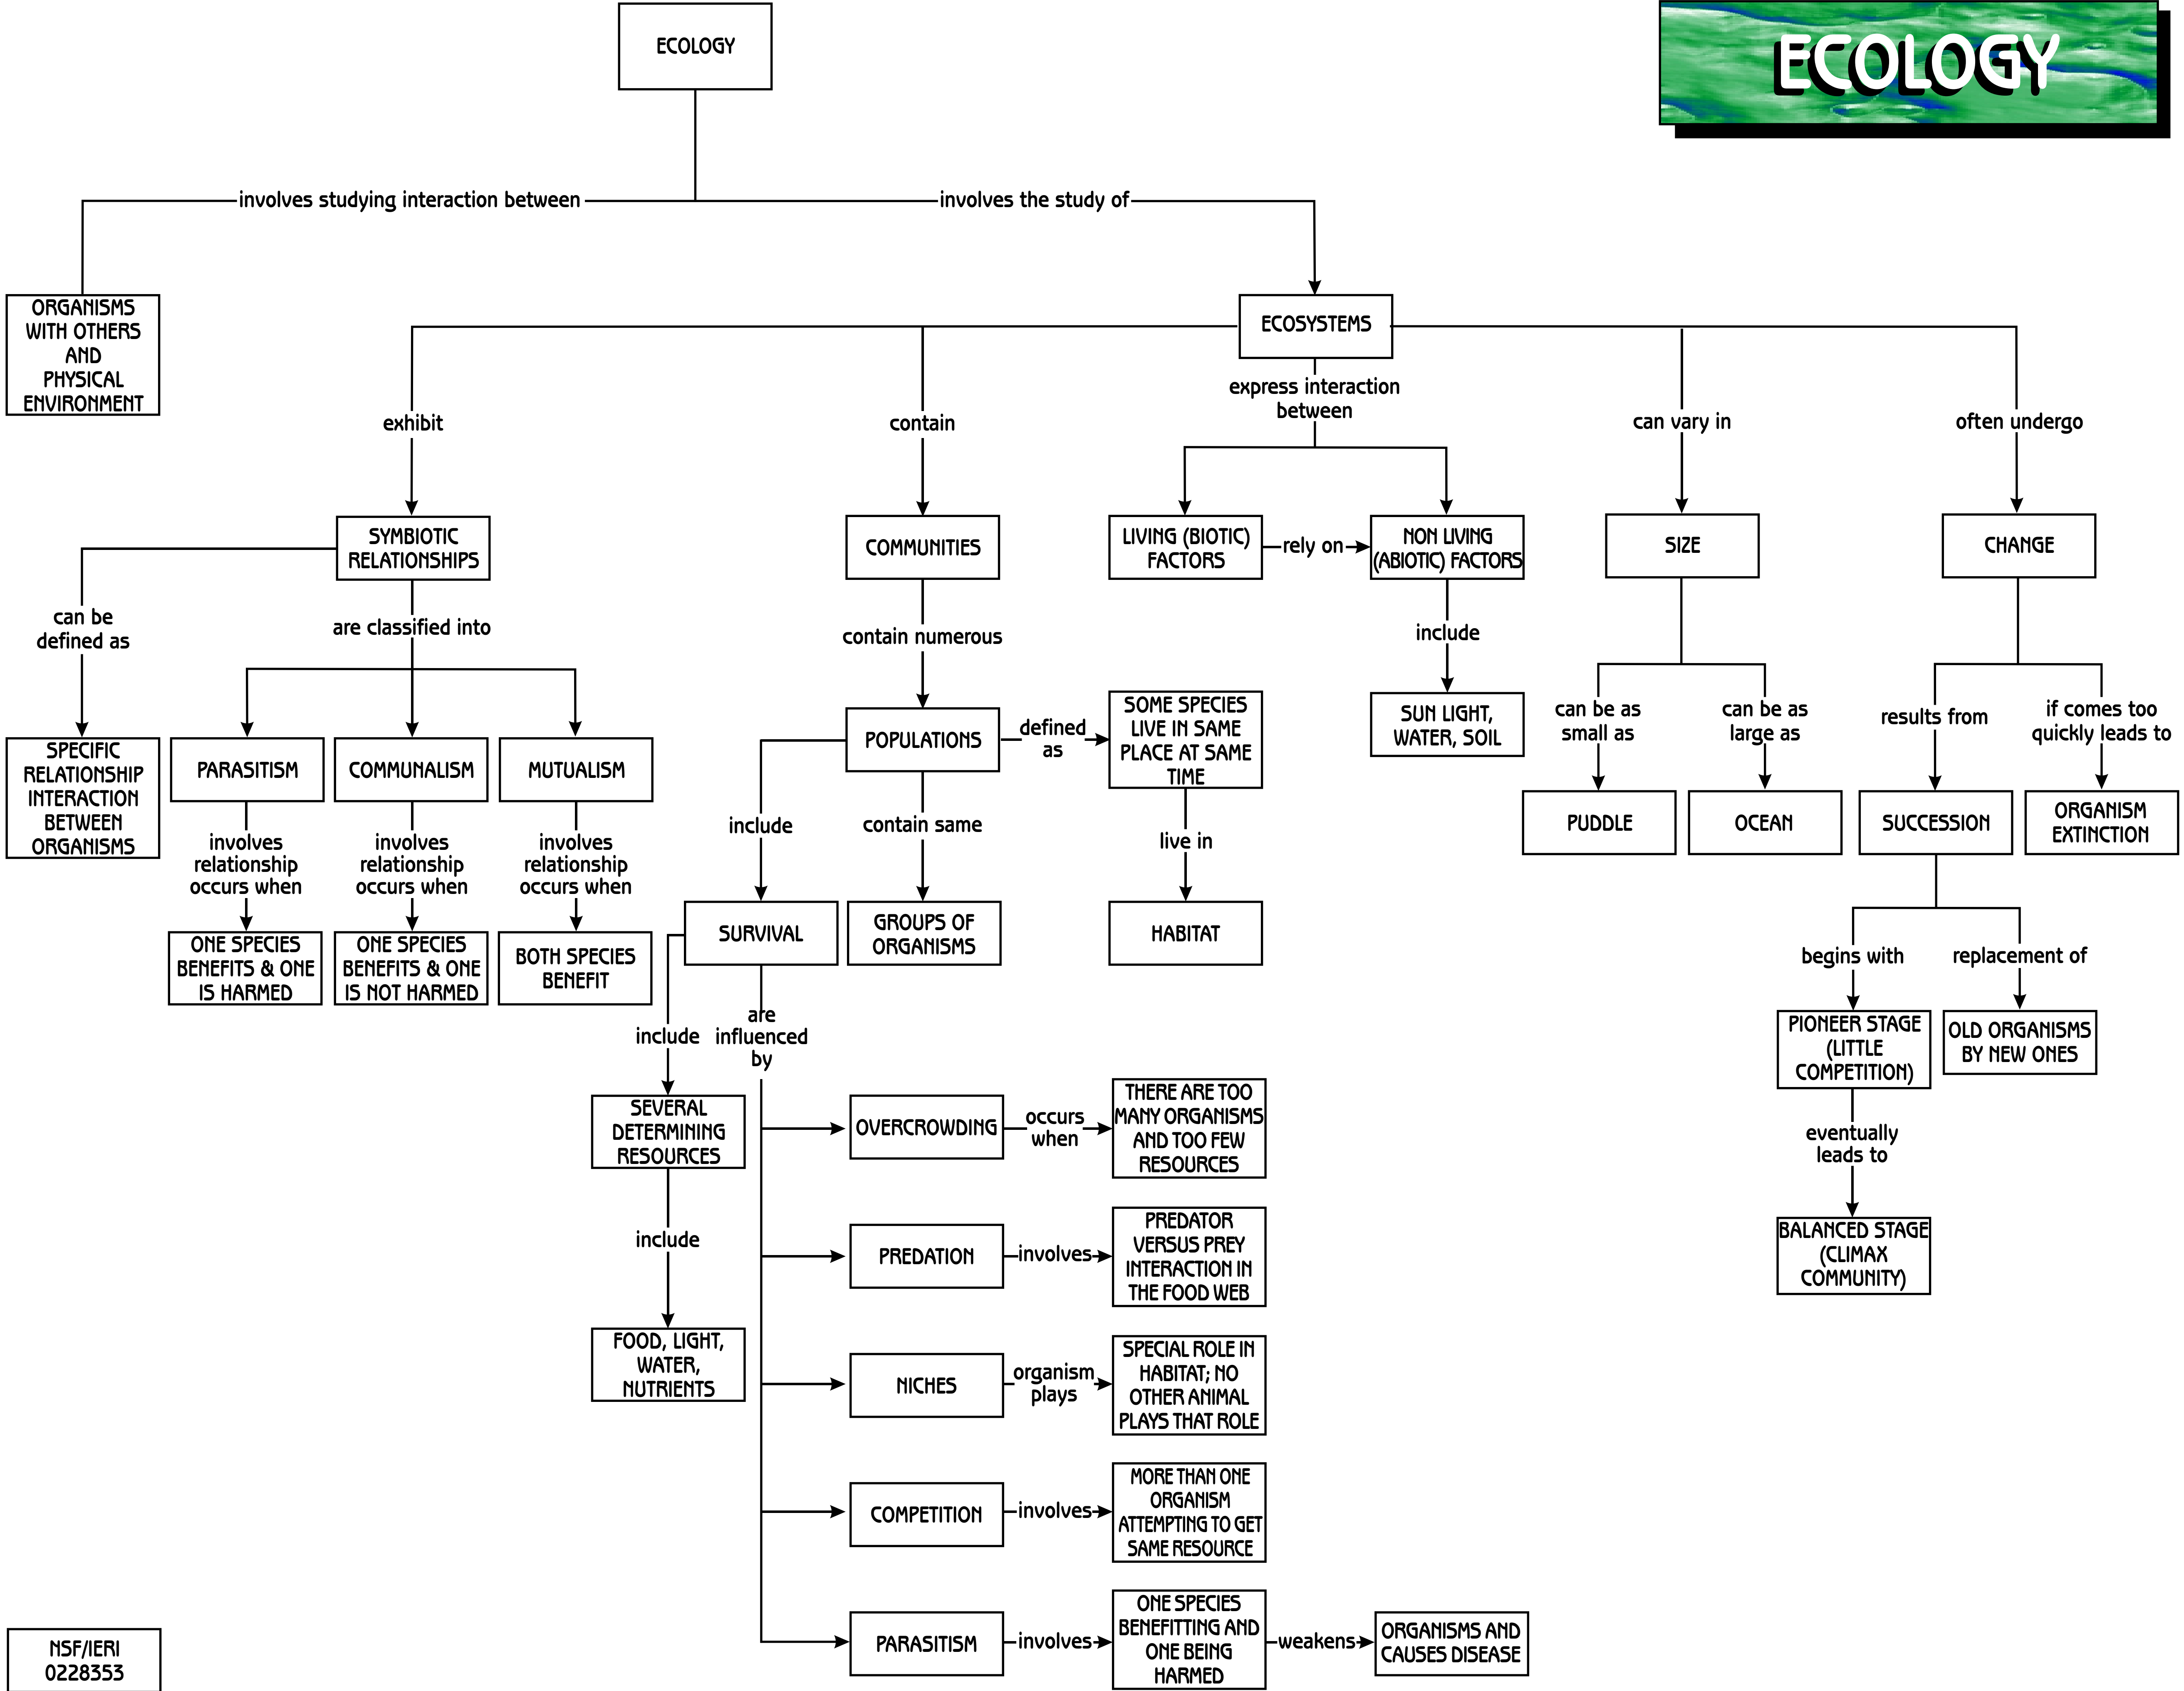 ECOLOGY
ECOLOGY
involves studying interaction between
involves the study of
ORGANISMS
WITH OTHERS
AND
PHYSICAL
ENVIRONMENT
ECOSYSTEMS
exhibit
contain
express interaction
between
can vary in
often undergo
SYMBIOTIC
RELATIONSHIPS
COMMUNITIES
LIVING (BIOTIC)
FACTORS
rely on
NON LIVING
(ABIOTIC) FACTORS
SIZE
CHANGE
can be
defined as
are classified into
contain numerous
include
SPECIFIC
RELATIONSHIP
INTERACTION
BETWEEN
ORGANISMS
PARASITISM
COMMUNALISM
MUTUALISM
POPULATIONS
defined
as
SOME SPECIES
LIVE IN SAME
PLACE AT SAME
TIME
SUN LIGHT,
WATER, SOIL
can be as
small as
can be as
large as
results from
if comes too
quickly leads to
PUDDLE
OCEAN
SUCCESSION
ORGANISM
EXTINCTION
involves
relationship
occurs when
involves
relationship
occurs when
involves
relationship
occurs when
include
contain same
live in
ONE SPECIES
BENEFITS & ONE
IS HARMED
ONE SPECIES
BENEFITS & ONE
IS NOT HARMED
BOTH SPECIES
BENEFIT
SURVIVAL
GROUPS OF
ORGANISMS
HABITAT
begins with
replacement of
PIONEER STAGE
(LITTLE
COMPETITION)
OLD ORGANISMS
BY NEW ONES
include
are
influenced
by
SEVERAL
DETERMINING
RESOURCES
OVERCROWDING
occurs
when
THERE ARE TOO
MANY ORGANISMS
AND TOO FEW
RESOURCES
eventually
leads to
BALANCED STAGE
(CLIMAX
COMMUNITY)
include
PREDATION
involves
PREDATOR
VERSUS PREY
INTERACTION IN
THE FOOD WEB
FOOD, LIGHT,
WATER,
NUTRIENTS
NICHES
organism
plays
SPECIAL ROLE IN
HABITAT; NO
OTHER ANIMAL
PLAYS THAT ROLE
COMPETITION
involves
MORE THAN ONE
ORGANISM
ATTEMPTING TO GET
SAME RESOURCE
PARASITISM
involves
ONE SPECIES
BENEFITTING AND
ONE BEING
HARMED
weakens
ORGANISMS AND
CAUSES DISEASE
NSF/IERI
0228353